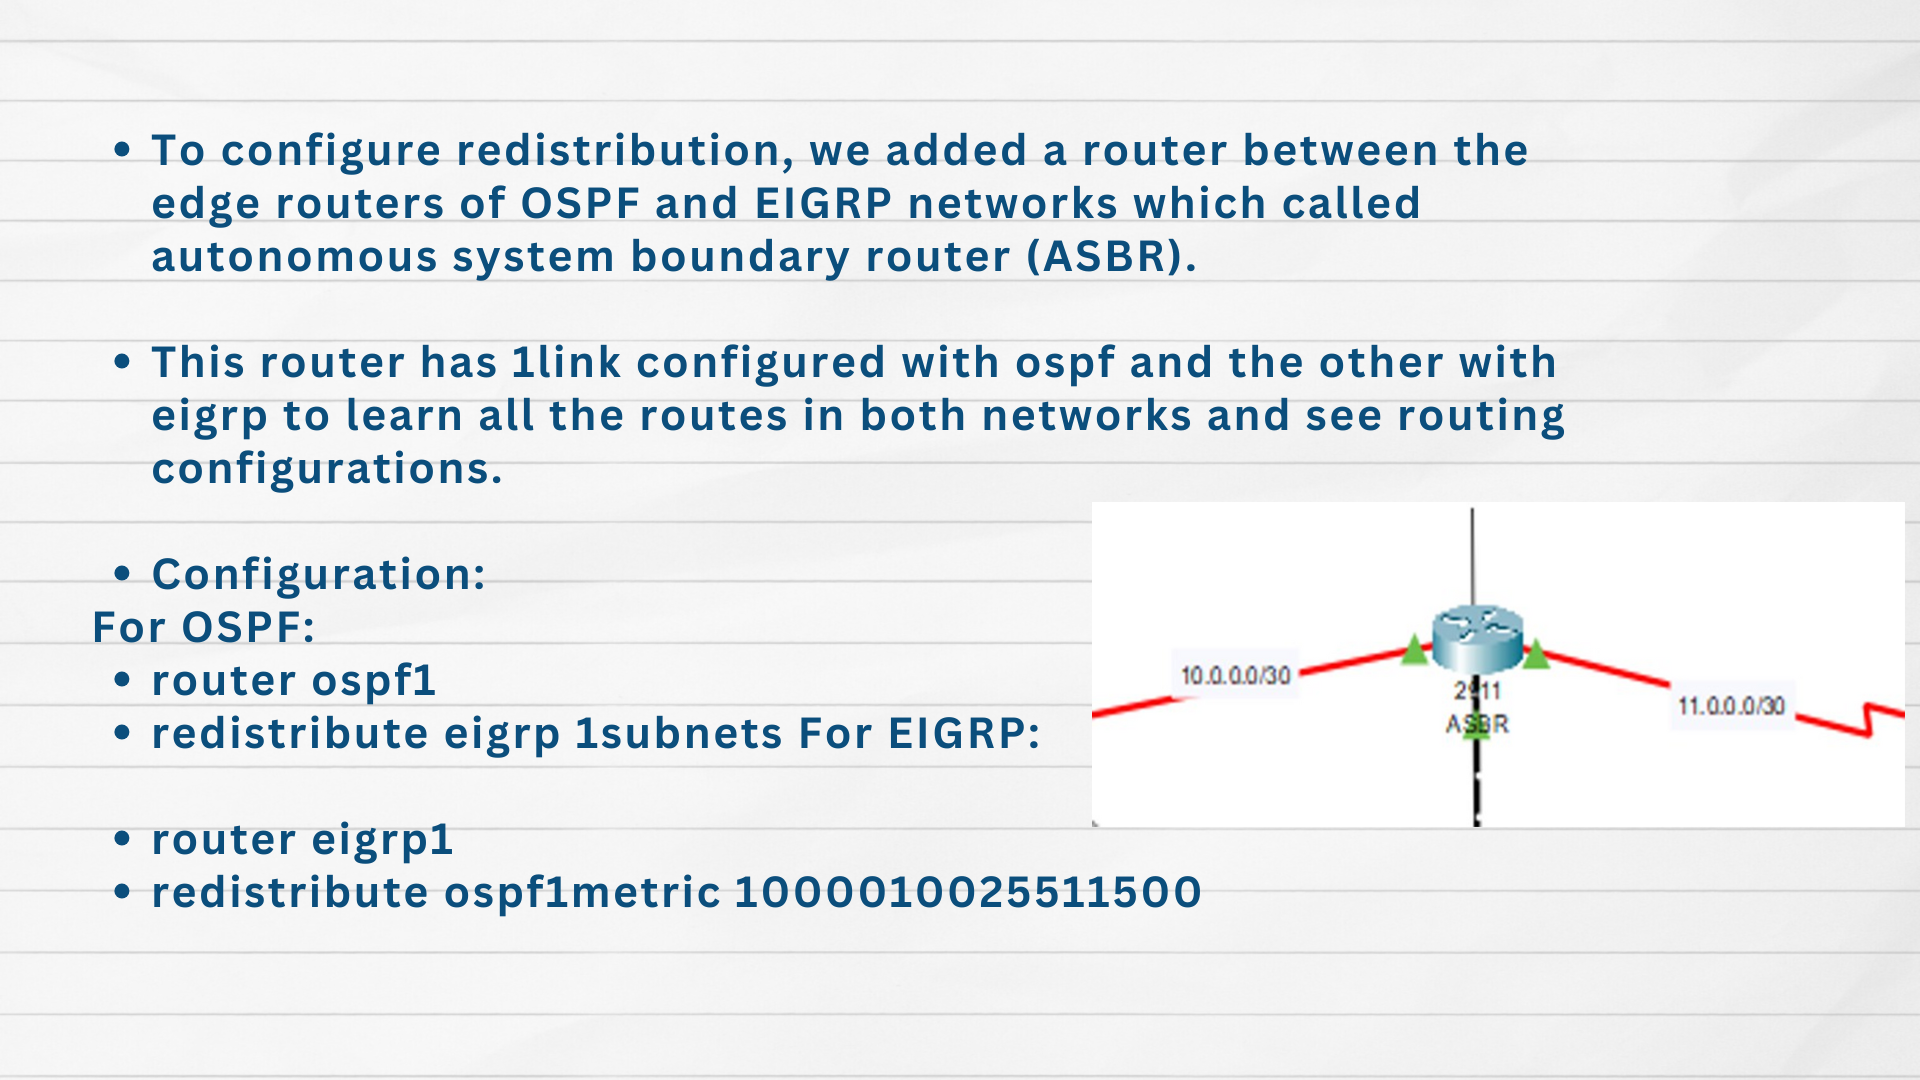 To configure redistribution, we added a router between the
edge routers of OSPF and EIGRP networks which called
autonomous system boundary router (ASBR).
This router has 1link configured with ospf and the other with
eigrp to learn all the routes in both networks and see routing
configurations.
Configuration:
For OSPF:
router ospf1
redistribute eigrp 1subnets For EIGRP:
router eigrp1
redistribute ospf1metric 1000010025511500
10.0.0.0/30
2911
ASBR
11.0.0.0/30